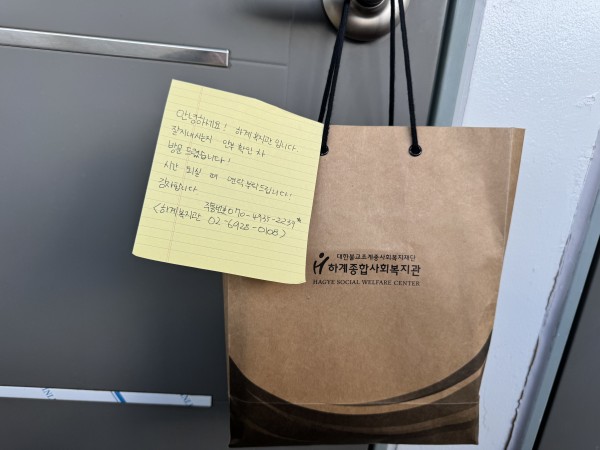 안녕하세요! 하계복지관입니다
잘지내시는지 안부 확인 차
방문 드렸습니다!
시간 되실 때 연락 부탁드립니다!
감사합니다
070-4935-2239*
<하계복지관 02-6928-0108>
대한불교조계종사회복지재단
하계종합사회복지관
HAGYE SOCIAL WELFARE CENTER